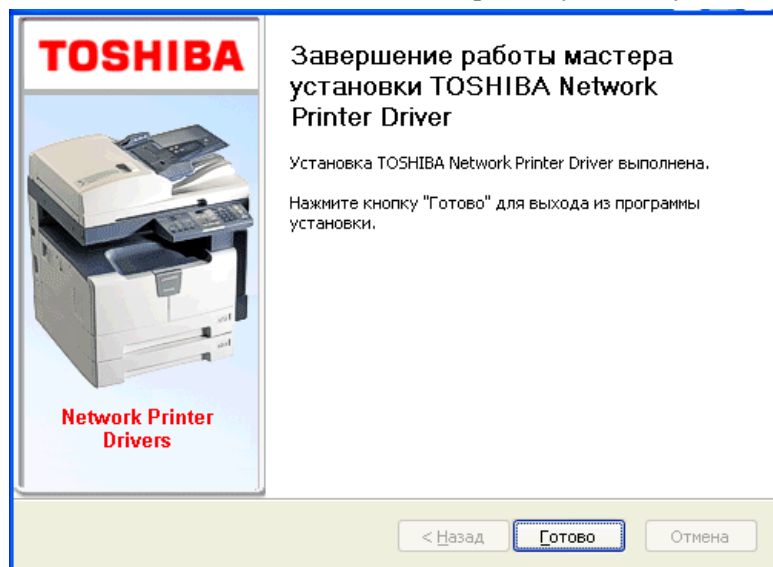 TOSHIBA
Завершение работы мастера
установки TOSHIBA Network
Printer Driver
Установка TOSHIBA Network Printer Driver выполнена.
Нажмите кнопку "Готово" для выхода из программы
установки.
Network Printer
Drivers
< Назад
Готово
Отмена